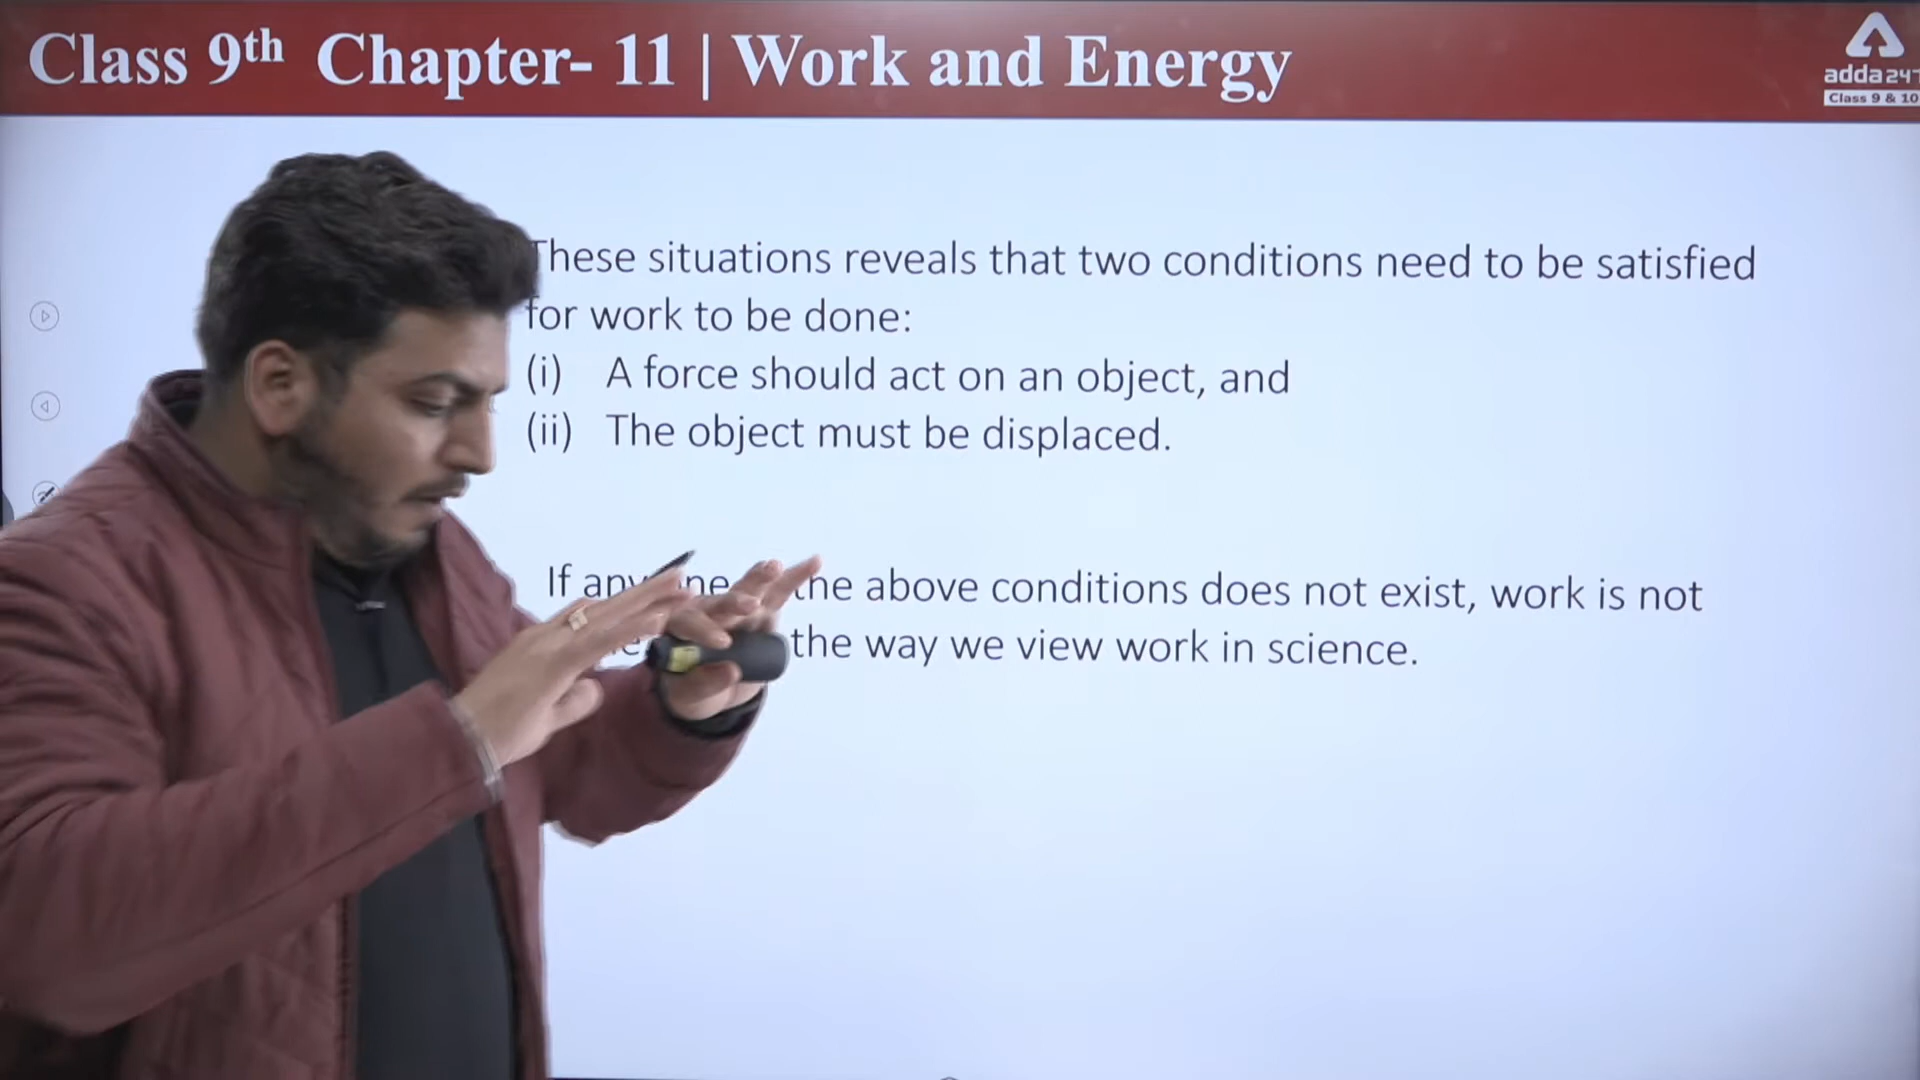 Class 9th Chapter- 11 | Work and Energy
adda247
Class 9 & 10
These situations reveals that two conditions need to be satisfied
for work to be done:
(i) A force should act on an object, and
(ii) The object must be displaced.
If any the above conditions does not exist, work is not
the way we view work in science.